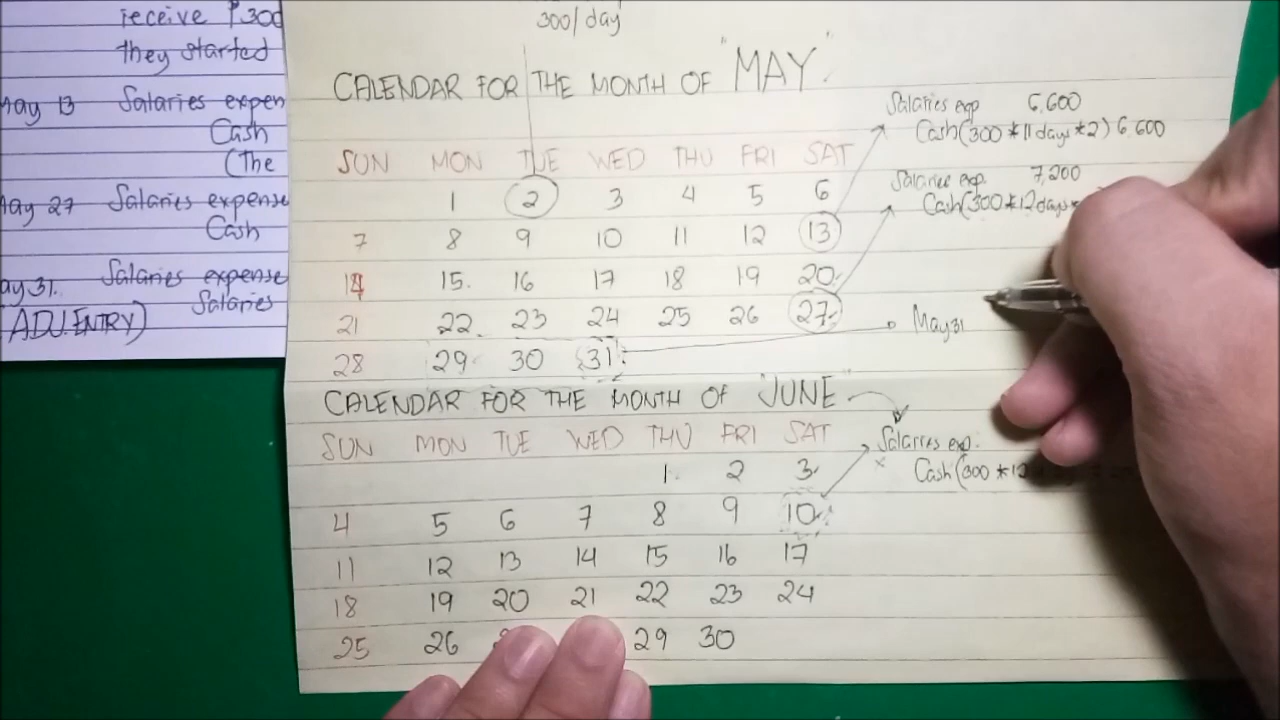 receive ₱300
they started
May 13 Salaries expen
Cash
(The
May 27 Salaries expense
Cash
ay 31. Salaries expense
Salaries
ADJ. ENTRY)
300/day
CALENDAR FOR THE MONTH OF "MAY".
SUN MON TUE WED THU FRI SAT
1 2 3 4 5 6
7 8 9 10 11 12 13
14 15. 16 17 18 19 20.
21 22. 23 24 25 26 27.
28 29 30 31
Salaries exp 6,600
Cash(300*11days*2) 6,600
Salaries exp. 7,200
Cash(300*12days*
May 31
CALENDAR FOR THE MONTH OF "JUNE"
SUN MON TUE WED THU FRI SAT
1. 2 3
4 5 6 7 8 9 10
11 12 13 14 15 16 17
18 19 20 21 22 23 24
25 26 29 30
Salaries exp.
Cash(300*12